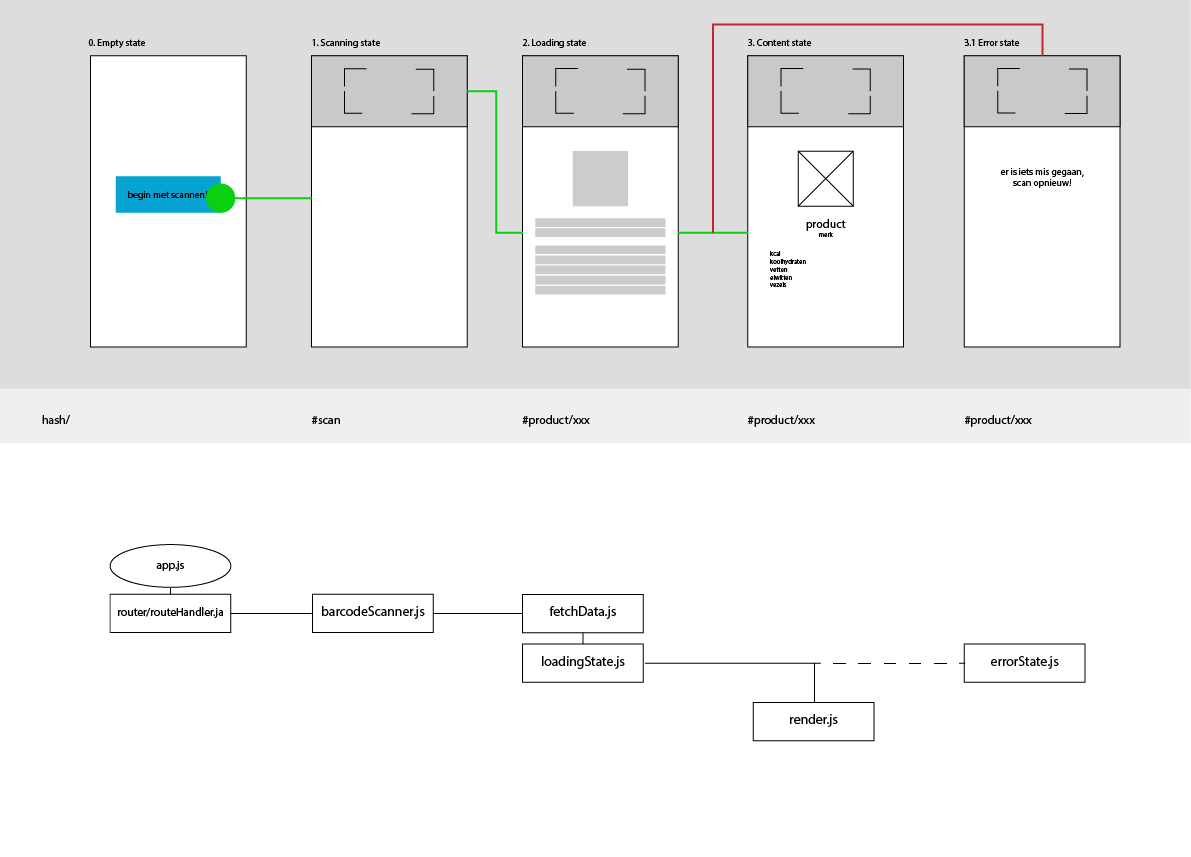 0. Empty state
1. Scanning state
2. Loading state
3. Content state
3.1 Error state
begin met scannen!
er is iets mis gegaan,
scan opnieuw!
product
merk
kcal
koolhydraten
vetten
eiwitten
vezels
hash/
#scan
#product/xxx
#product/xxx
#product/xxx
app.js
router/routeHandler.ja
barcodeScanner.js
fetchData.js
loadingState.js
errorState.js
render.js